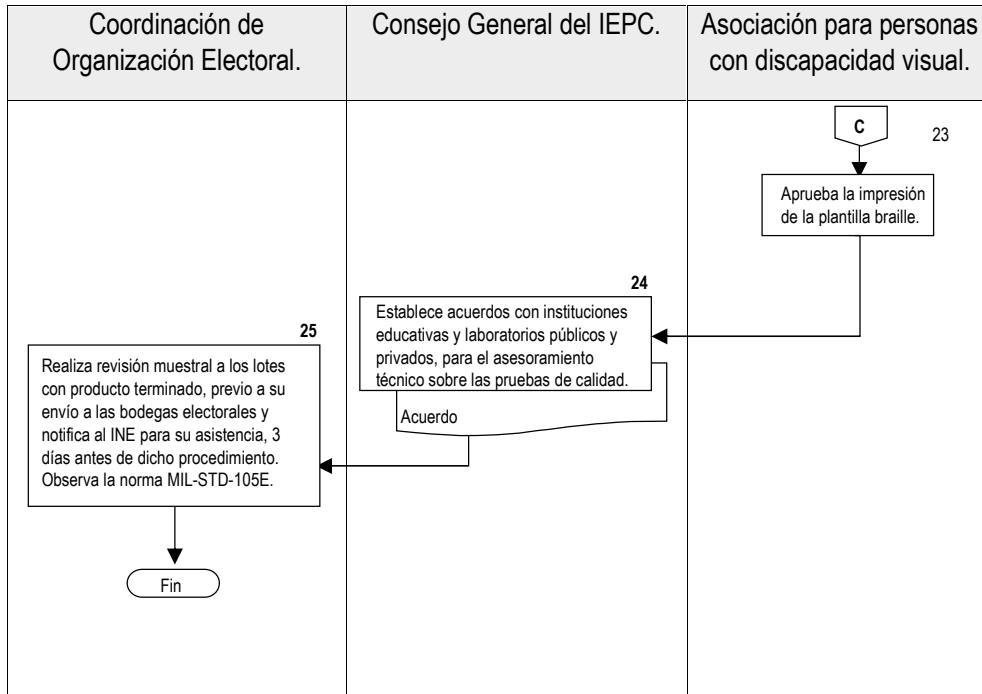 Coordinación de
Organización Electoral.
Consejo General del IEPC.
Asociación para personas
con discapacidad visual.
C
23
Aprueba la impresión
de la plantilla braille.
24
Establece acuerdos con instituciones
educativas y laboratorios públicos y
privados, para el asesoramiento
técnico sobre las pruebas de calidad.
Acuerdo
25
Realiza revisión muestral a los lotes
con producto terminado, previo a su
envío a las bodegas electorales y
notifica al INE para su asistencia, 3
días antes de dicho procedimiento.
Observa la norma MIL-STD-105E.
Fin